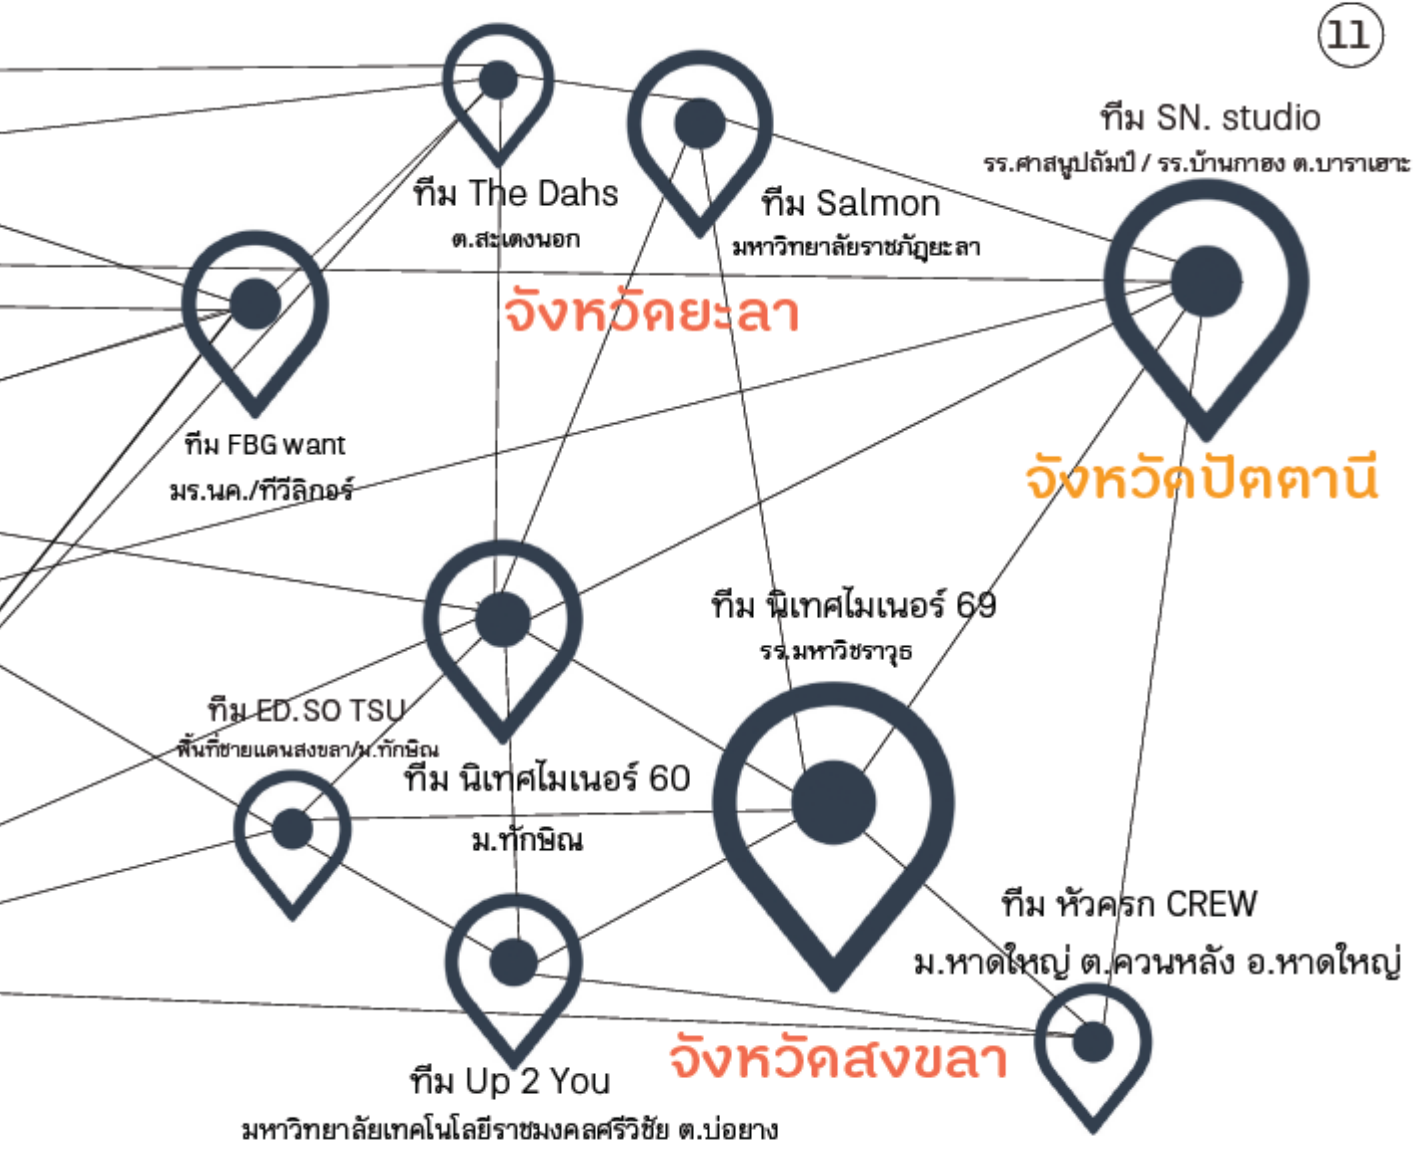 11
ทีม SN. studio
รร.ศาสนูปถัมป์ / รร.บ้านกาฮง ต.บาราเฮาะ
ทีม The Dahs
ต.สะเตงนอก
ทีม Salmon
มหาวิทยาลัยราชภัฎยะลา
จังหวัดยะลา
ทีม FBG want
มร.นค./ทีวีลิกอร์
จังหวัดปัตตานี
ทีม นิเทศไมเนอร์ 69
รร.มหาวิชราวุธ
ทีม ED.SO TSU
พื้นที่ชายแดนสงขลา/ม.ทักษิณ
ทีม นิเทศไมเนอร์ 60
ม.ทักษิณ
ทีม หัวครก CREW
ม.หาดใหญ่ ต.ควนหลัง อ.หาดใหญ่
จังหวัดสงขลา
ทีม Up 2 You
มหาวิทยาลัยเทคโนโลยีราชมงคลศรีวิชัย ต.บ่อยาง